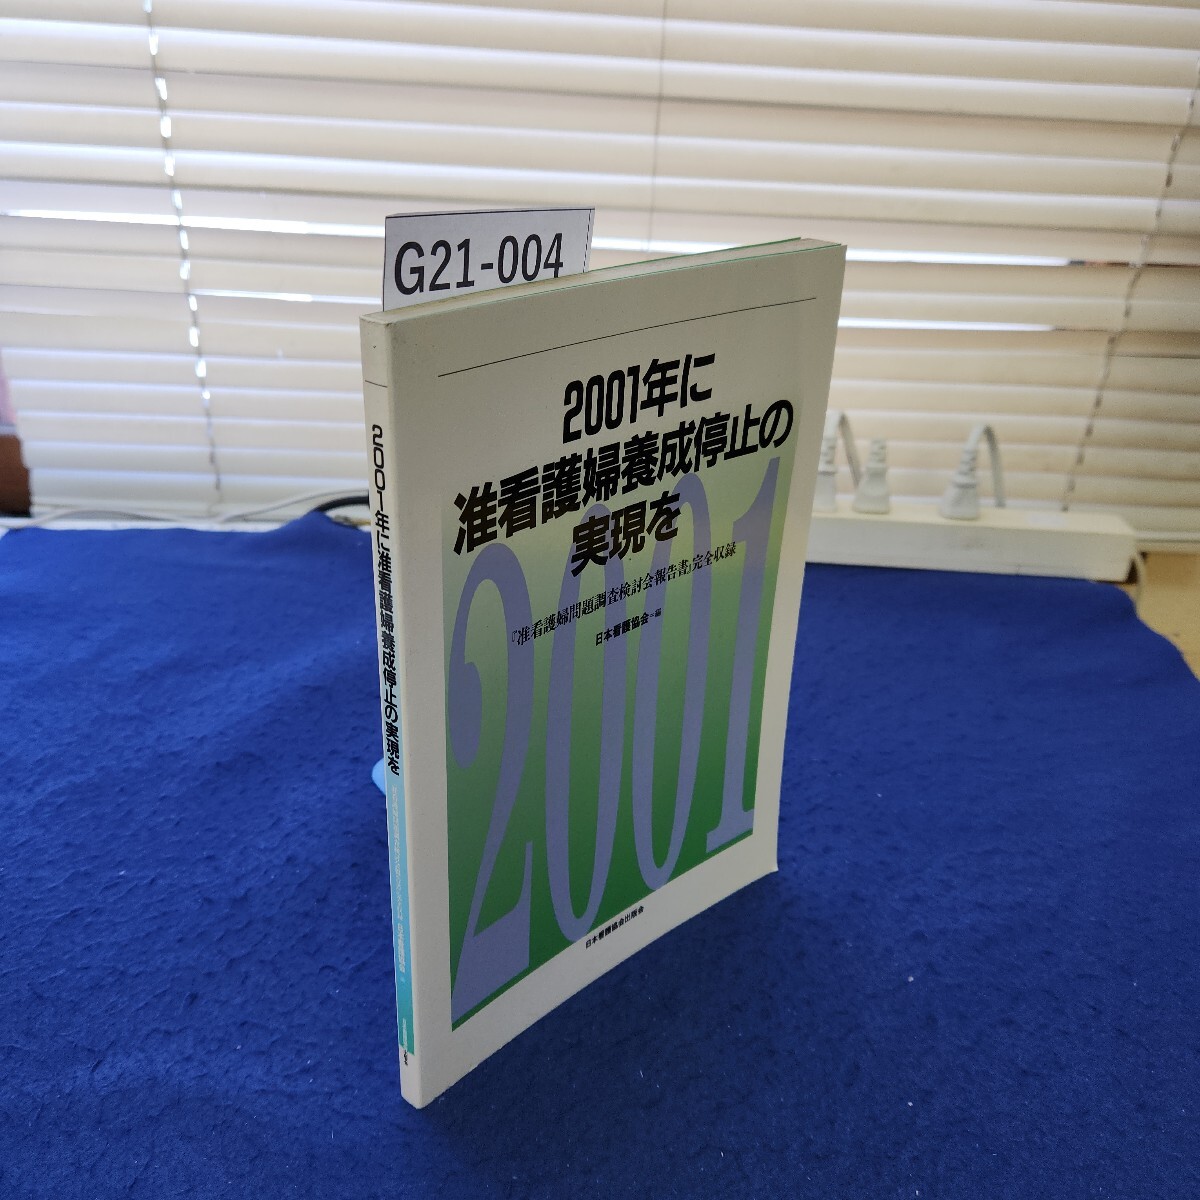 G21-004
2001年に
准看護婦養成停止の
実現を
『准看護婦問題調査検討会報告書』完全収録
日本看護協会=編
2001
日本看護協会出版会
2001年に准看護婦養成停止の実現を